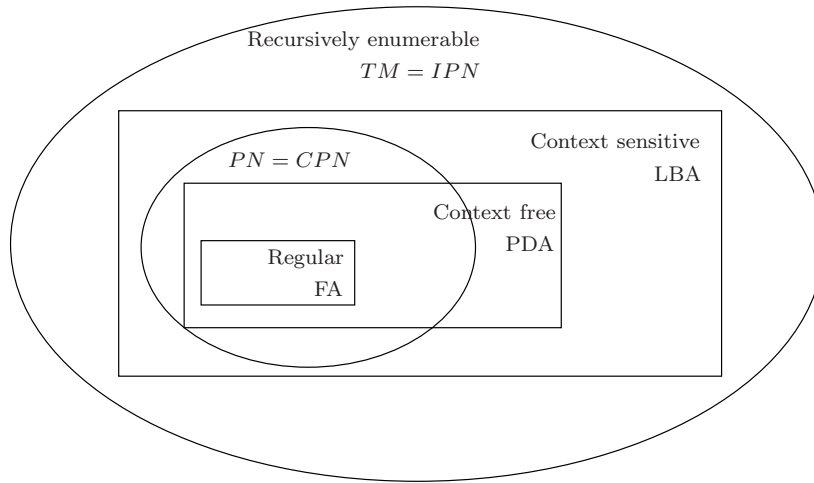 Recursively enumerable
TM = IPN
Context sensitive
LBA
PN = CPN
Context free
PDA
Regular
FA